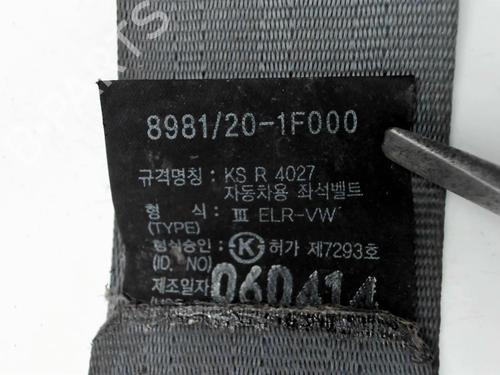 8981/20-1F000
규격명칭 : KS R 4027
자동차용 좌석벨트
형 식 : Ⅲ ELR-VW
(TYPE)
형식승인 : K 허가 제7293호
(ID. NO)
제조일자 060414